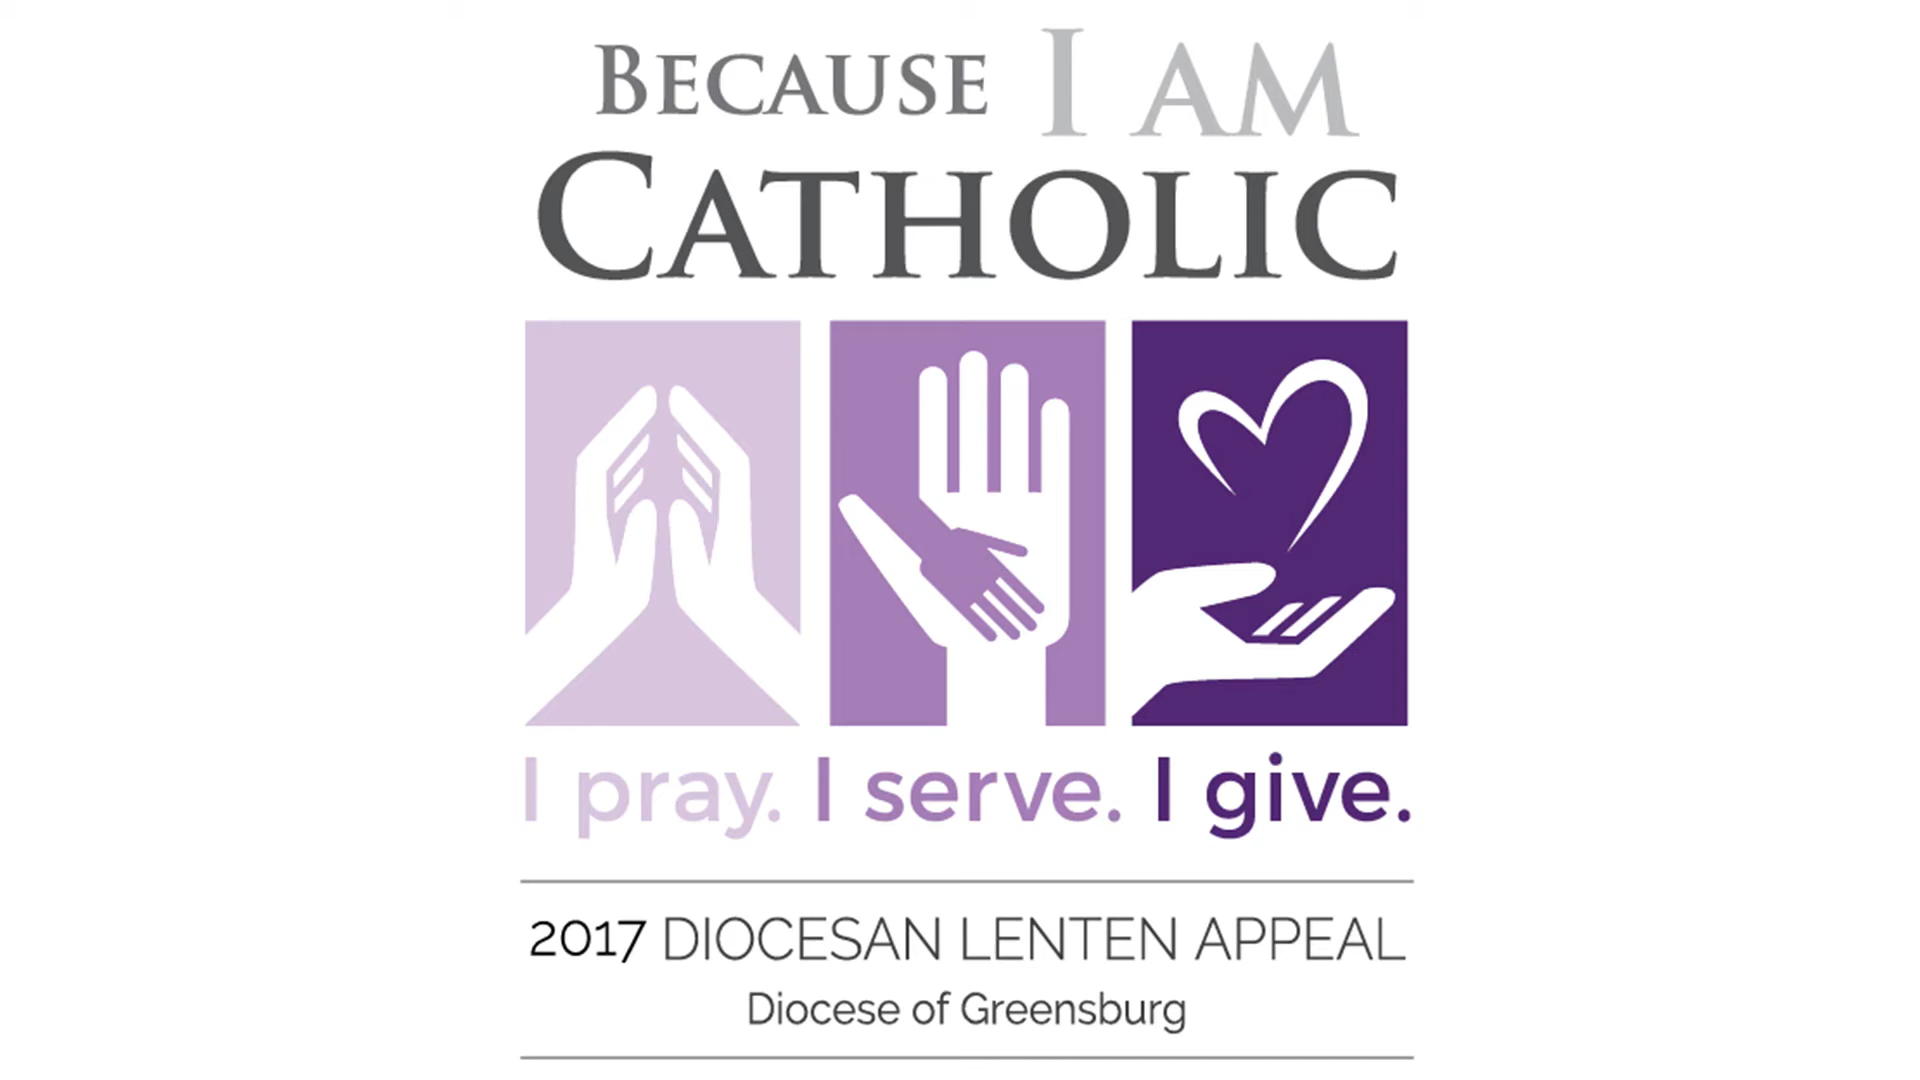 BECAUSE I AM
CATHOLIC
I pray. I serve. I give.
2017 DIOCESAN LENTEN APPEAL
Diocese of Greensburg